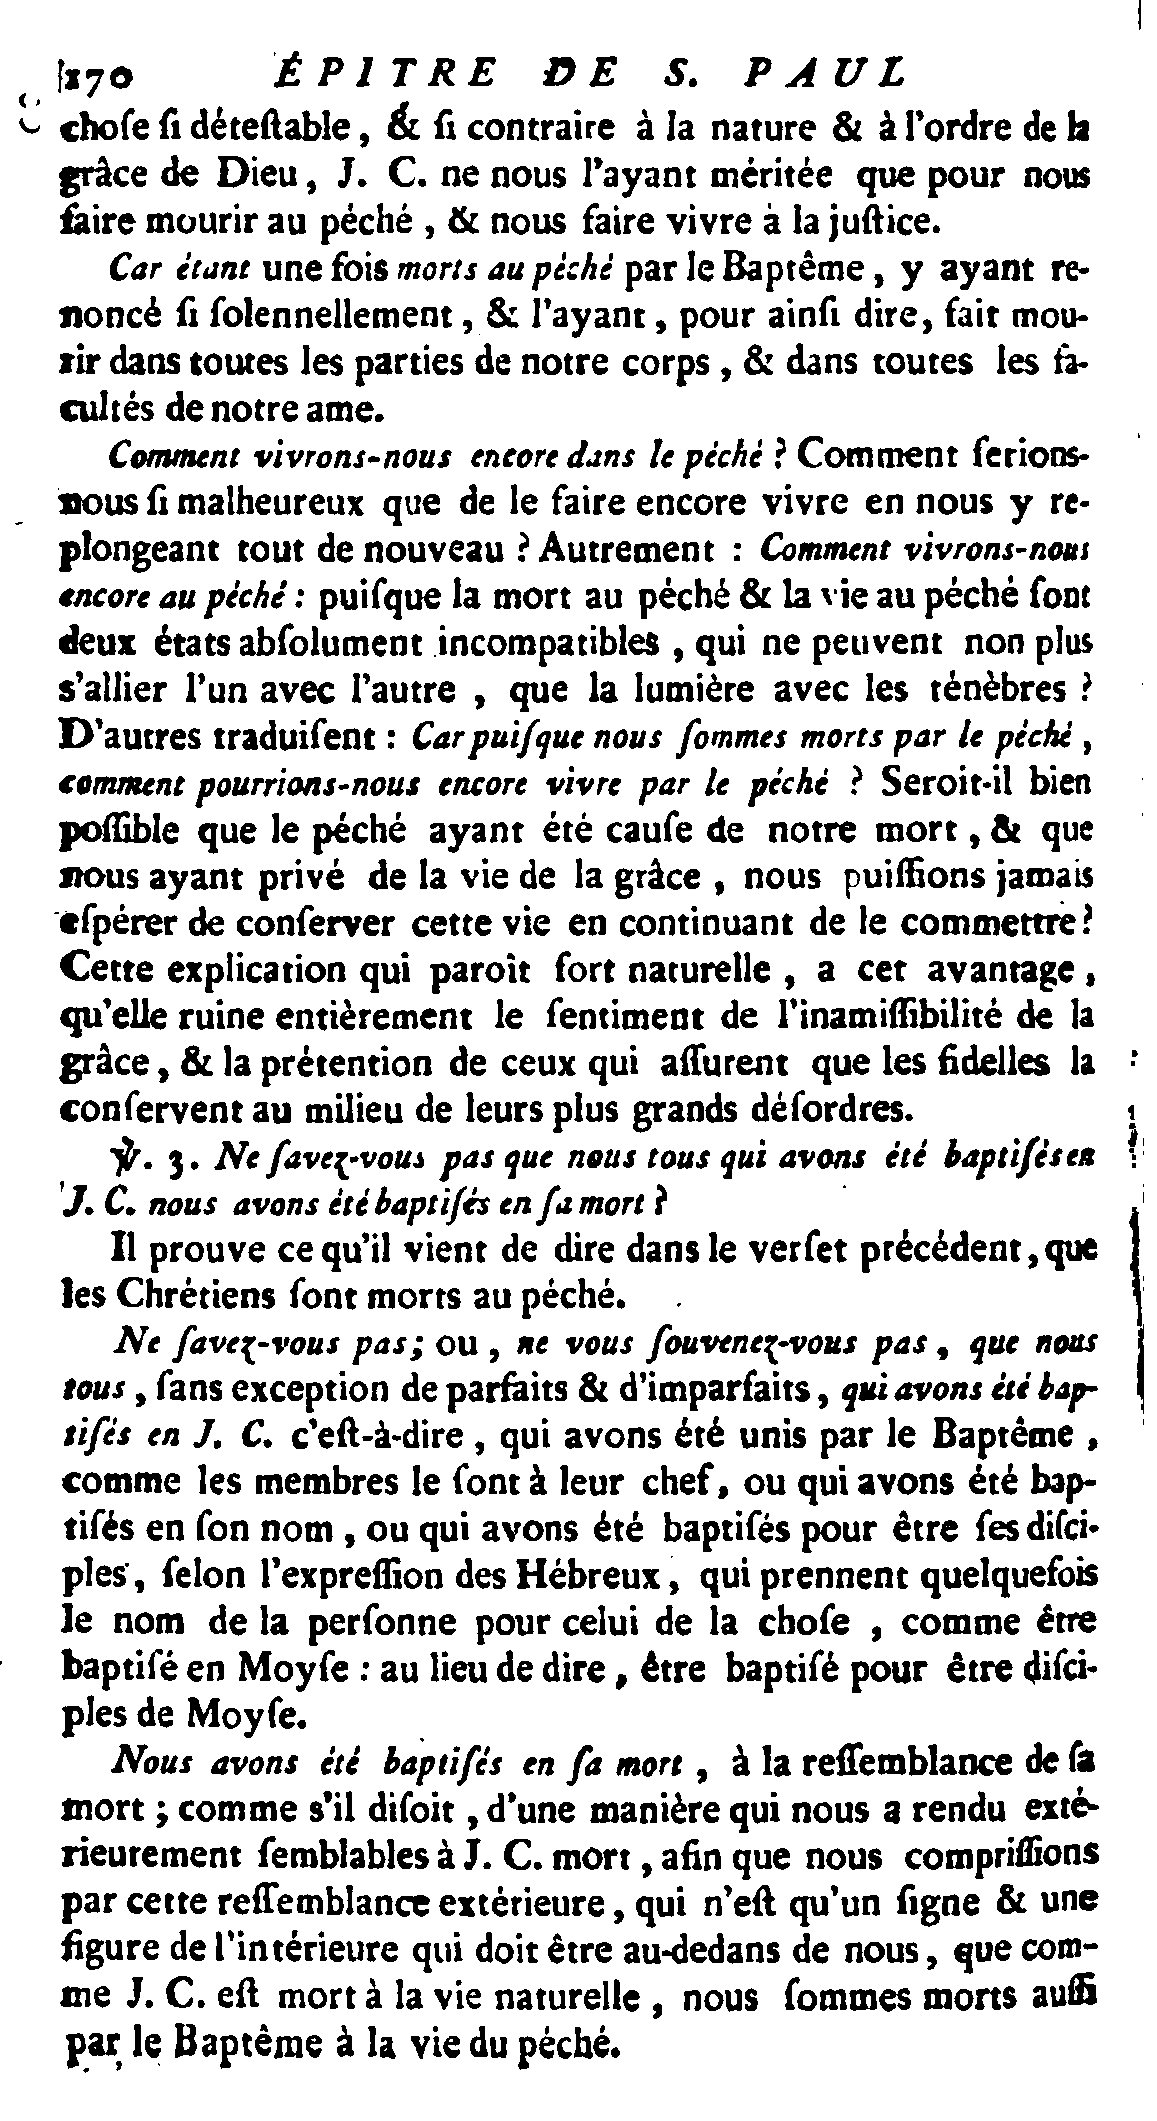 170 ÉPITRE DE S. PAUL
choſe ſi déteſtable, & ſi contraire à la nature & à l'ordre de la
grâce de Dieu, J. C. ne nous l'ayant méritée que pour nous
faire mourir au péché, & nous faire vivre à la juſtice.
Car étant une fois morts au péché par le Baptême, y ayant re-
noncé ſi ſolennellement, & l'ayant, pour ainſi dire, fait mou-
rir dans toutes les parties de notre corps, & dans toutes les fa-
cultés de notre ame.
Comment vivrons-nous encore dans le péché ? Comment ſerions-
nous ſi malheureux que de le faire encore vivre en nous y re-
plongeant tout de nouveau ? Autrement : Comment vivrons-nous
encore au péché : puiſque la mort au péché & la vie au péché ſont
deux états abſolument incompatibles, qui ne peuvent non plus
s'allier l'un avec l'autre, que la lumière avec les ténèbres ?
D'autres traduiſent : Car puiſque nous ſommes morts par le péché,
comment pourrions-nous encore vivre par le péché ? Seroit-il bien
poſſible que le péché ayant été cauſe de notre mort, & que
nous ayant privé de la vie de la grâce, nous puiſſions jamais
eſpérer de conſerver cette vie en continuant de le commettre ?
Cette explication qui paroît fort naturelle, a cet avantage,
qu'elle ruine entièrement le ſentiment de l'inamiſſibilité de la
grâce, & la prétention de ceux qui aſſurent que les fidelles la
conſervent au milieu de leurs plus grands déſordres.
℣. 3. Ne ſavez-vous pas que nous tous qui avons été baptiſés en
J. C. nous avons été baptiſés en ſa mort ?
Il prouve ce qu'il vient de dire dans le verſet précédent, que
les Chrétiens ſont morts au péché.
Ne ſavez-vous pas; ou, ne vous ſouvenez-vous pas, que nous
tous, ſans exception de parfaits & d'imparfaits, qui avons été bap-
tiſés en J. C. c'eſt-à-dire, qui avons été unis par le Baptême,
comme les membres le ſont à leur chef, ou qui avons été bap-
tiſés en ſon nom, ou qui avons été baptiſés pour être ſes diſci-
ples, ſelon l'expreſſion des Hébreux, qui prennent quelquefois
le nom de la perſonne pour celui de la choſe, comme être
baptiſé en Moyſe : au lieu de dire, être baptiſé pour être diſci-
ples de Moyſe.
Nous avons été baptiſés en ſa mort, à la reſſemblance de ſa
mort ; comme s'il diſoit, d'une manière qui nous a rendu exté-
rieurement ſemblables à J. C. mort, afin que nous compriſſions
par cette reſſemblance extérieure, qui n'eſt qu'un ſigne & une
figure de l'intérieure qui doit être au-dedans de nous, que com-
me J. C. eſt mort à la vie naturelle, nous ſommes morts auſſi
par le Baptême à la vie du péché.